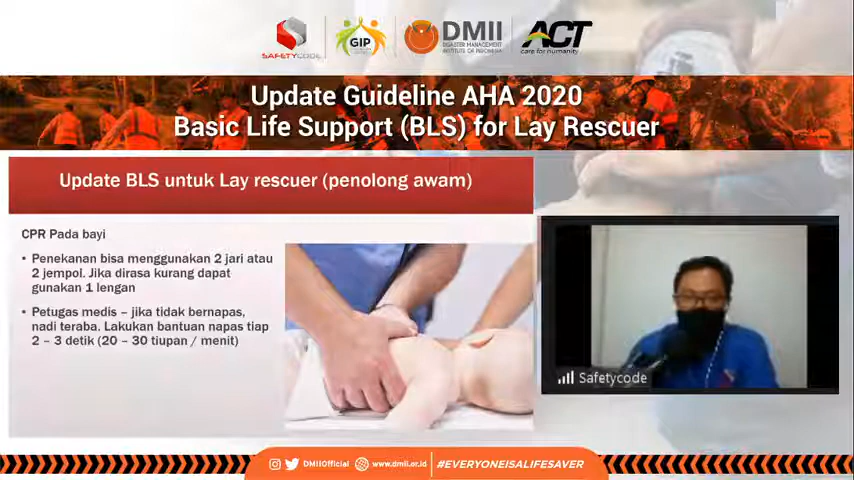 SAFETYCODE
GIP
DMII
DISASTER MANAGEMENT
INSTITUTE OF INDONESIA
ACT
care for humanity
Update Guideline AHA 2020
Basic Life Support (BLS) for Lay Rescuer
Update BLS untuk Lay rescuer (penolong awam)
CPR Pada bayi
• Penekanan bisa menggunakan 2 jari atau
2 jempol. Jika dirasa kurang dapat
gunakan 1 lengan
• Petugas medis – jika tidak bernapas,
nadi teraba. Lakukan bantuan napas tiap
2 – 3 detik (20 – 30 tiupan / menit)
Safetycode
DMIIOfficial
www.dmii.or.id
#EVERYONEISALIFESAVER